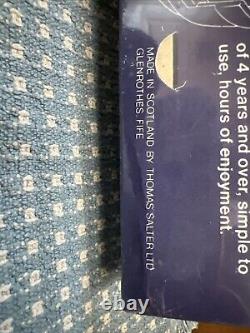 of 4 years and over, simple to
use, hours of enjoyment.
MADE IN SCOTLAND BY THOMAS SALTER LTD
GLENROTHES, FIFE